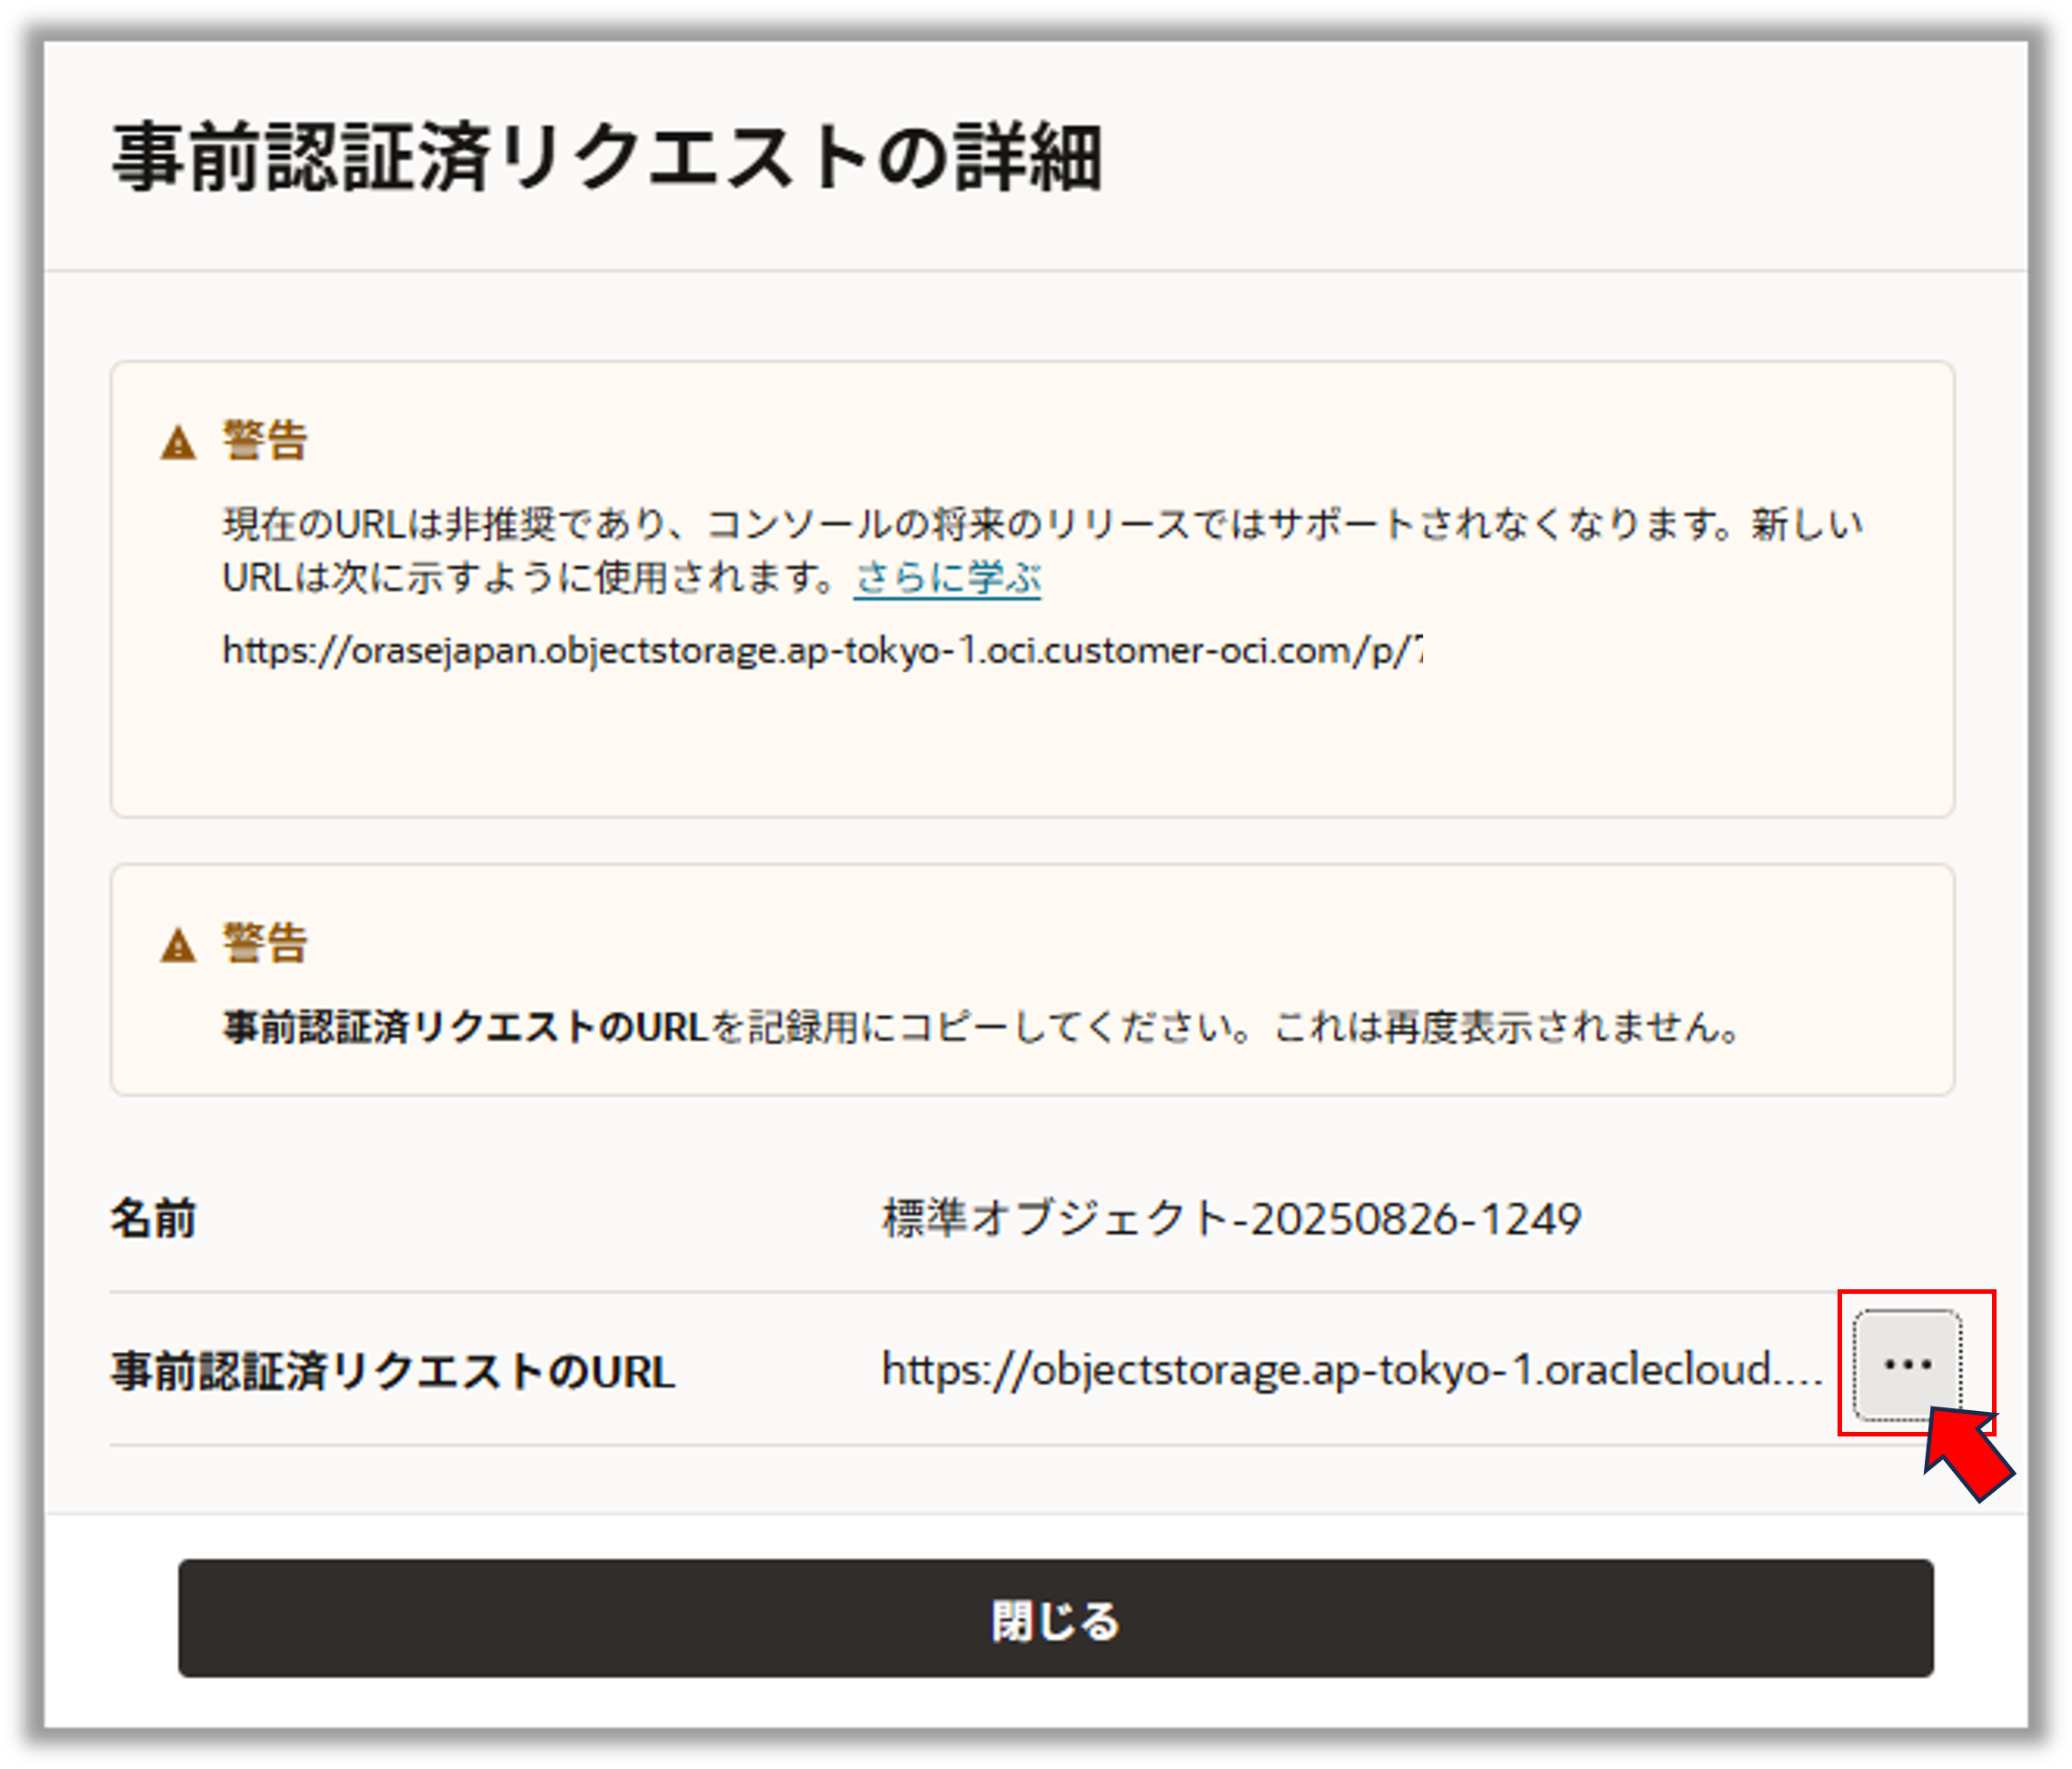 事前認証済リクエストの詳細
警告
現在のURLは非推奨であり、コンソールの将来のリリースではサポートされなくなります。新しい
URLは次に示すように使用されます。さらに学ぶ
https://orasejapan.objectstorage.ap-tokyo-1.oci.customer-oci.com/p/
警告
事前認証済リクエストのURLを記録用にコピーしてください。これは再度表示されません。
名前 標準オブジェクト-20250826-1249
事前認証済リクエストのURL https://objectstorage.ap-tokyo-1.oraclecloud....
閉じる